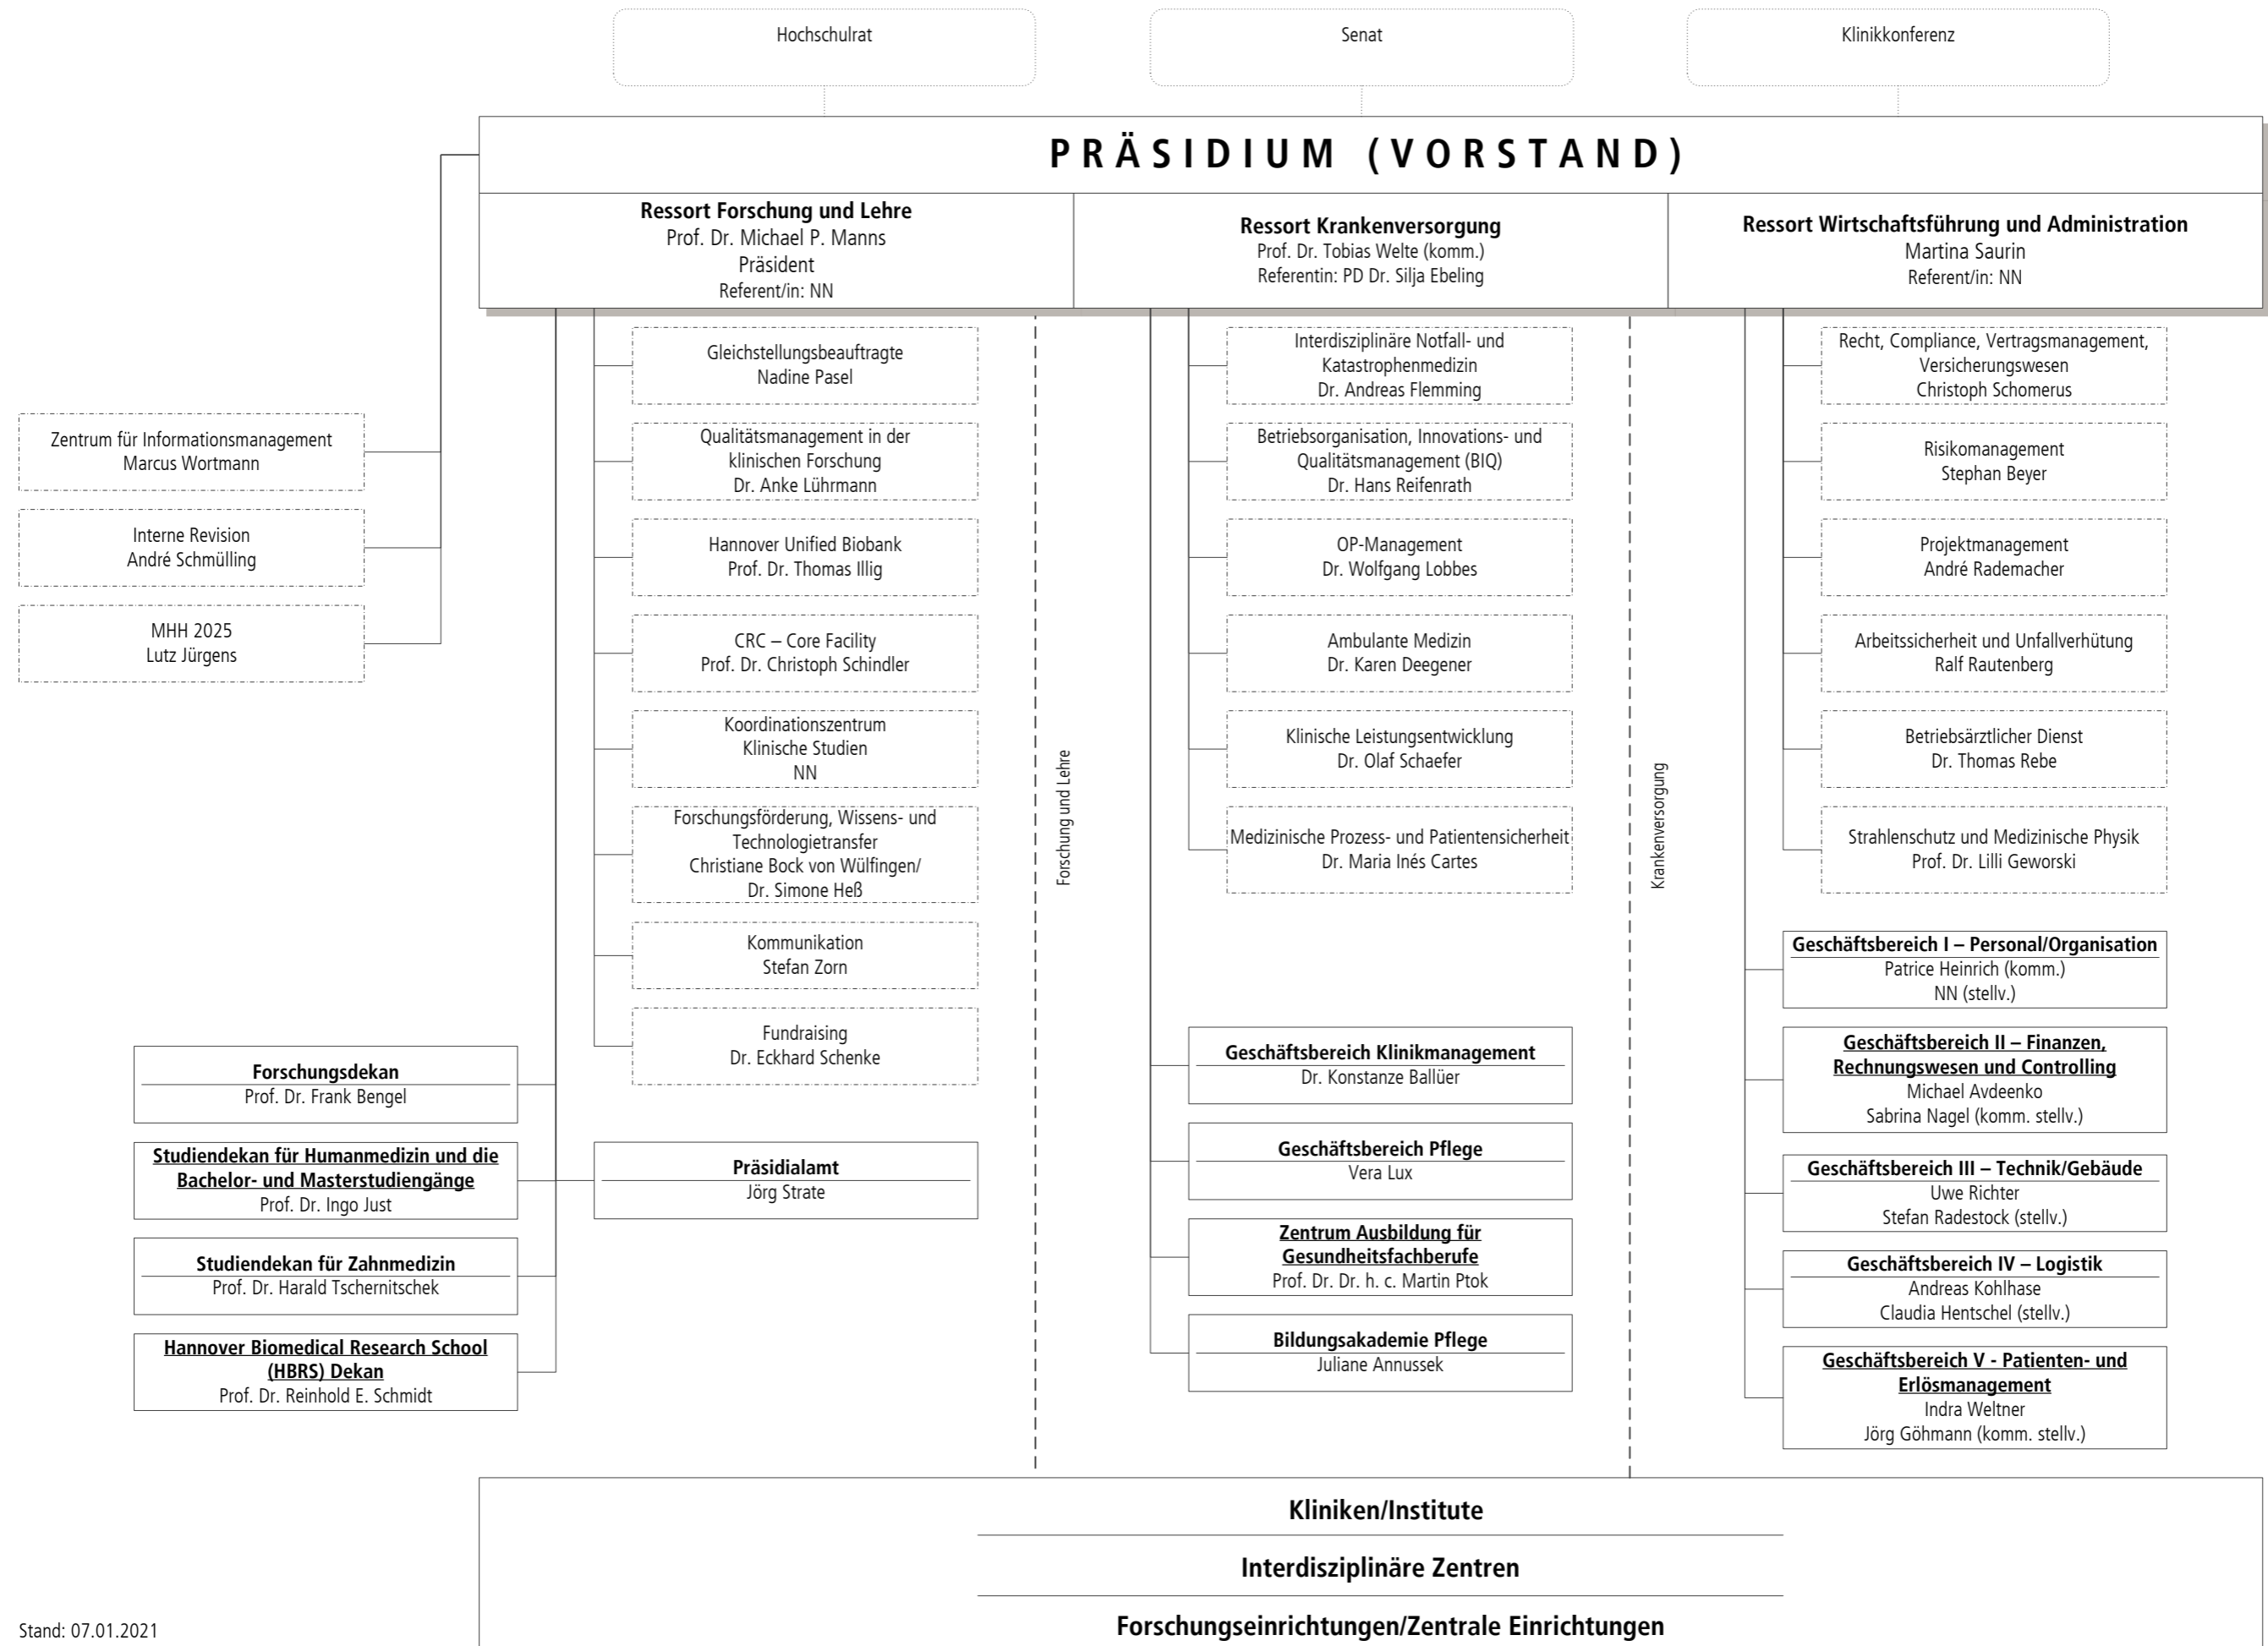 Hochschulrat
Senat
Klinikkonferenz
PRÄSIDIUM (VORSTAND)
Ressort Forschung und Lehre
Prof. Dr. Michael P. Manns
Präsident
Referent/in: NN
Ressort Krankenversorgung
Prof. Dr. Tobias Welte (komm.)
Referentin: PD Dr. Silja Ebeling
Ressort Wirtschaftsführung und Administration
Martina Saurin
Referent/in: NN
Zentrum für Informationsmanagement
Marcus Wortmann
Interne Revision
André Schmülling
MHH 2025
Lutz Jürgens
Gleichstellungsbeauftragte
Nadine Pasel
Qualitätsmanagement in der
klinischen Forschung
Dr. Anke Lührmann
Hannover Unified Biobank
Prof. Dr. Thomas Illig
CRC – Core Facility
Prof. Dr. Christoph Schindler
Koordinationszentrum
Klinische Studien
NN
Forschungsförderung, Wissens- und
Technologietransfer
Christiane Bock von Wülfingen/
Dr. Simone Heß
Kommunikation
Stefan Zorn
Fundraising
Dr. Eckhard Schenke
Forschungsdekan
Prof. Dr. Frank Bengel
Studiendekan für Humanmedizin und die
Bachelor- und Masterstudiengänge
Prof. Dr. Ingo Just
Studiendekan für Zahnmedizin
Prof. Dr. Harald Tschernitschek
Hannover Biomedical Research School
(HBRS) Dekan
Prof. Dr. Reinhold E. Schmidt
Präsidialamt
Jörg Strate
Forschung und Lehre
Interdisziplinäre Notfall- und
Katastrophenmedizin
Dr. Andreas Flemming
Betriebsorganisation, Innovations- und
Qualitätsmanagement (BIQ)
Dr. Hans Reifenrath
OP-Management
Dr. Wolfgang Lobbes
Ambulante Medizin
Dr. Karen Deegener
Klinische Leistungsentwicklung
Dr. Olaf Schaefer
Medizinische Prozess- und Patientensicherheit
Dr. Maria Inés Cartes
Geschäftsbereich Klinikmanagement
Dr. Konstanze Ballüer
Geschäftsbereich Pflege
Vera Lux
Zentrum Ausbildung für
Gesundheitsfachberufe
Prof. Dr. Dr. h. c. Martin Ptok
Bildungsakademie Pflege
Juliane Annussek
Krankenversorgung
Recht, Compliance, Vertragsmanagement,
Versicherungswesen
Christoph Schomerus
Risikomanagement
Stephan Beyer
Projektmanagement
André Rademacher
Arbeitssicherheit und Unfallverhütung
Ralf Rautenberg
Betriebsärztlicher Dienst
Dr. Thomas Rebe
Strahlenschutz und Medizinische Physik
Prof. Dr. Lilli Geworski
Geschäftsbereich I – Personal/Organisation
Patrice Heinrich (komm.)
NN (stellv.)
Geschäftsbereich II – Finanzen,
Rechnungswesen und Controlling
Michael Avdeenko
Sabrina Nagel (komm. stellv.)
Geschäftsbereich III – Technik/Gebäude
Uwe Richter
Stefan Radestock (stellv.)
Geschäftsbereich IV – Logistik
Andreas Kohlhase
Claudia Hentschel (stellv.)
Geschäftsbereich V - Patienten- und
Erlösmanagement
Indra Weltner
Jörg Göhmann (komm. stellv.)
Kliniken/Institute
Interdisziplinäre Zentren
Forschungseinrichtungen/Zentrale Einrichtungen
Stand: 07.01.2021